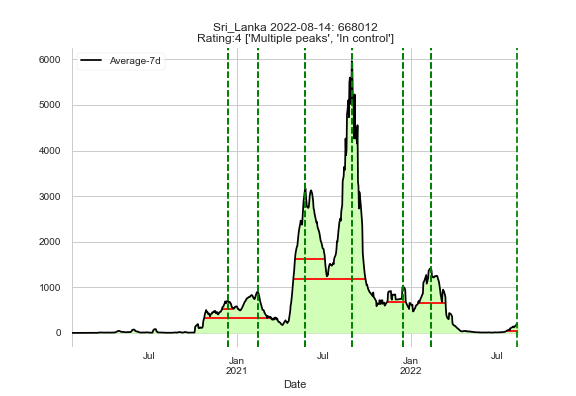 Sri_Lanka 2022-08-14: 668012
Rating:4 ['Multiple peaks', 'In control']
Average-7d
6000
5000
4000
3000
2000
1000
0
Jul
Jan
2021
Jul
Jan
2022
Jul
Date